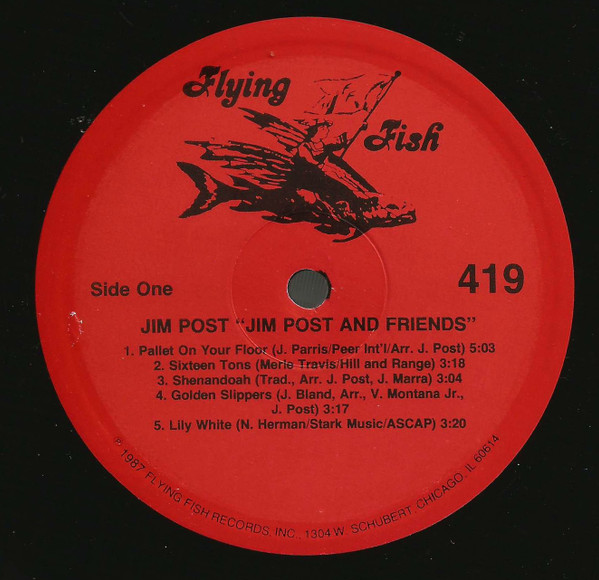 Flying
Fish
Side One
419
JIM POST "JIM POST AND FRIENDS"
1. Pallet On Your Floor (J. Parris/Peer Int'l/Arr. J. Post) 5:03
2. Sixteen Tons (Merle Travis/Hill and Range) 3:18
3. Shenandoah (Trad., Arr. J. Post, J. Marra) 3:04
4. Golden Slippers (J. Bland, Arr., V. Montana Jr.,
J. Post) 3:17
5. Lily White (N. Herman/Stark Music/ASCAP) 3:20
℗ 1987 FLYING FISH RECORDS, INC., 1304 W. SCHUBERT, CHICAGO, IL 60614